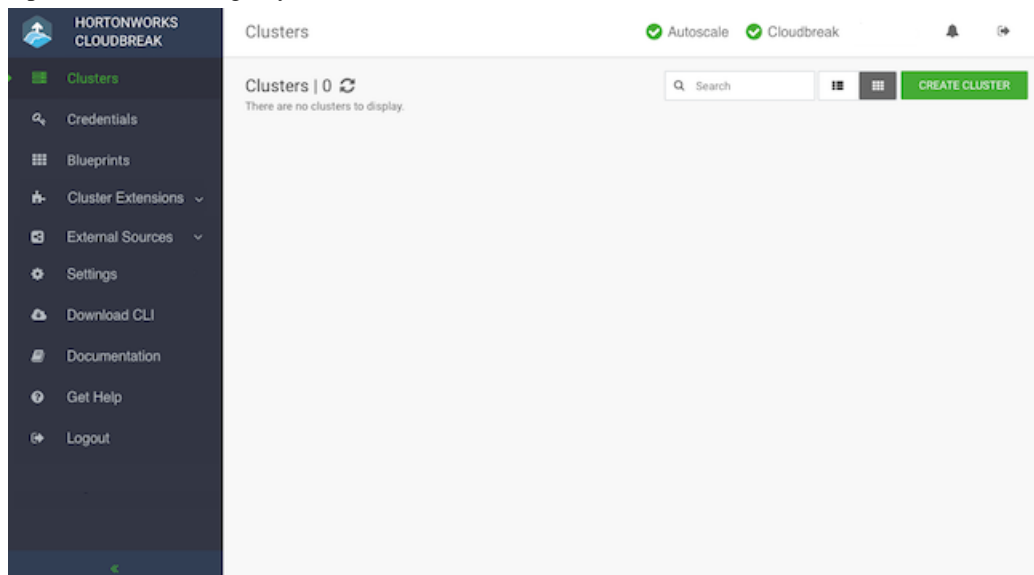 HORTONWORKS
CLOUDBREAK
Clusters
Autoscale
Cloudbreak
Clusters
Credentials
Blueprints
Cluster Extensions
External Sources
Settings
Download CLI
Documentation
Get Help
Logout
Clusters | 0
There are no clusters to display.
Search
CREATE CLUSTER